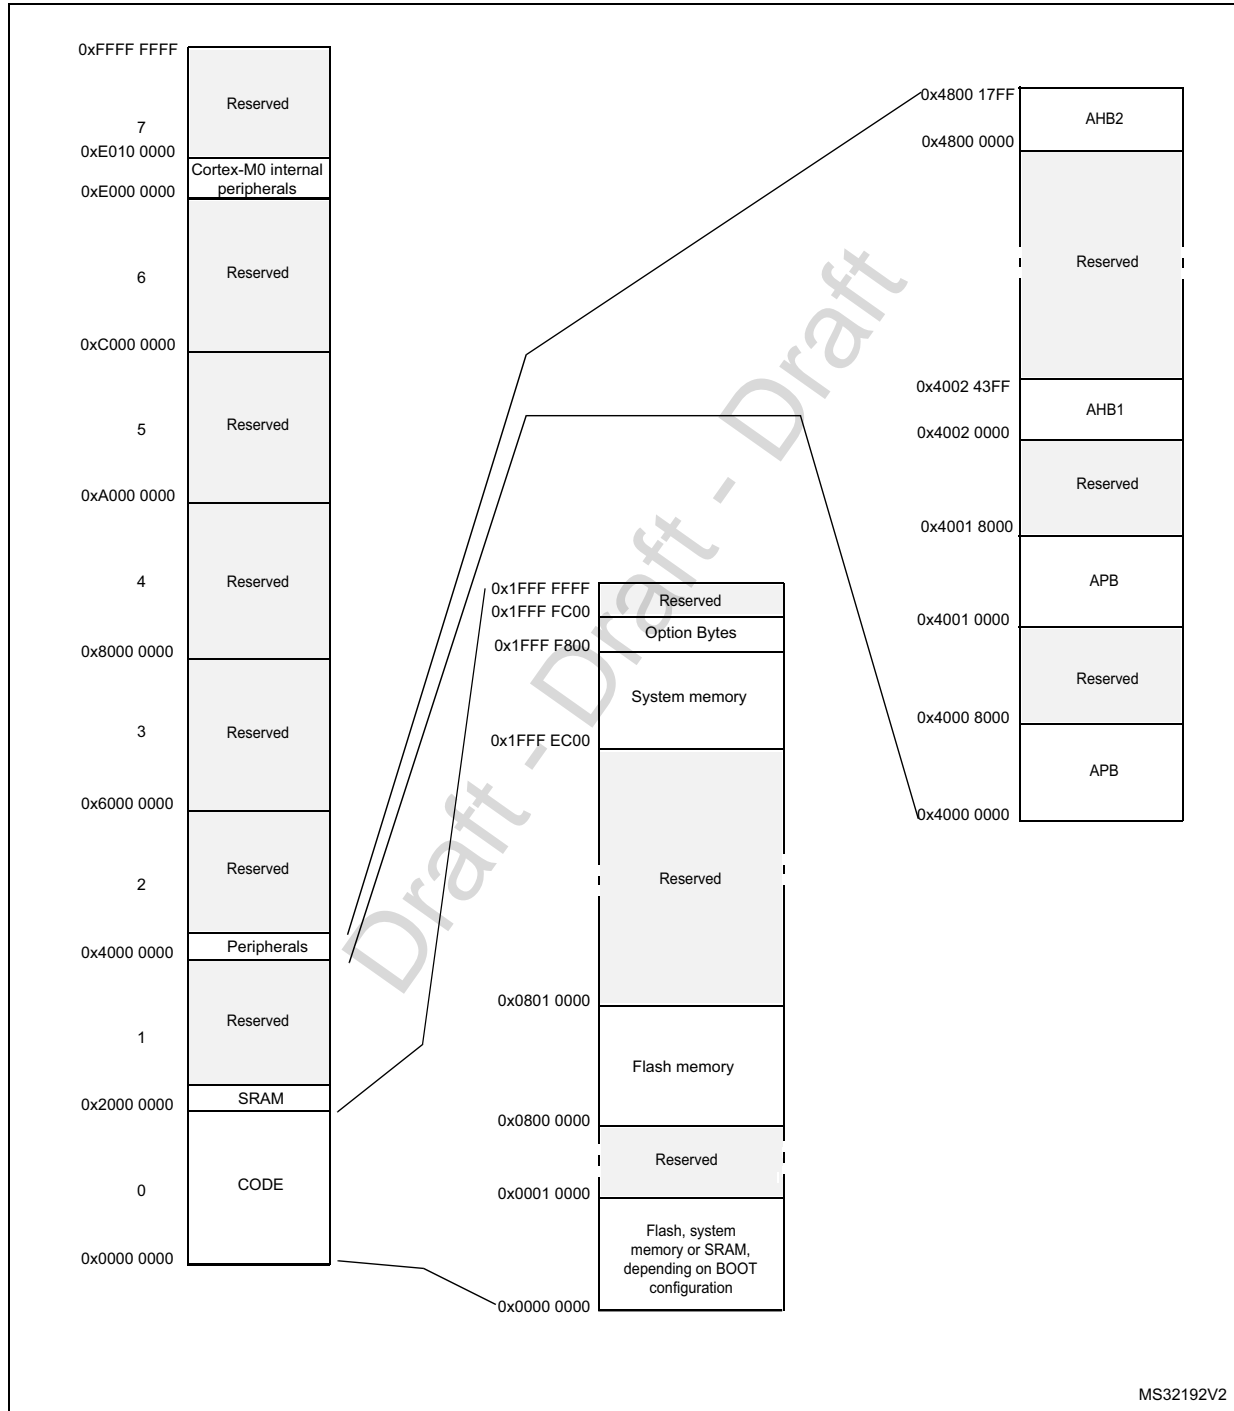 0xFFFF FFFF
Reserved
7
0xE010 0000
Cortex-M0 internal
peripherals
0xE000 0000
6
Reserved
0xC000 0000
5
Reserved
0xA000 0000
4
Reserved
0x8000 0000
3
Reserved
0x6000 0000
2
Reserved
Peripherals
0x4000 0000
1
Reserved
SRAM
0x2000 0000
0
CODE
0x0000 0000
0x1FFF FFFF
Reserved
0x1FFF FC00
Option Bytes
0x1FFF F800
System memory
0x1FFF EC00
Reserved
0x0801 0000
Flash memory
0x0800 0000
Reserved
0x0001 0000
Flash, system
memory or SRAM,
depending on BOOT
configuration
0x0000 0000
0x4800 17FF
AHB2
0x4800 0000
Reserved
0x4002 43FF
AHB1
0x4002 0000
Reserved
0x4001 8000
APB
0x4001 0000
Reserved
0x4000 8000
APB
0x4000 0000
Draft - Draft - Draft
MS32192V2